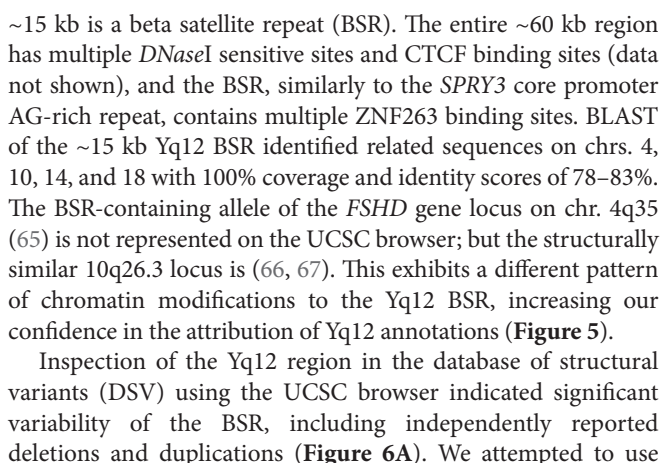 ~15 kb is a beta satellite repeat (BSR). The entire ~60 kb region
has multiple DNaseI sensitive sites and CTCF binding sites (data
not shown), and the BSR, similarly to the SPRY3 core promoter
AG-rich repeat, contains multiple ZNF263 binding sites. BLAST
of the ~15 kb Yq12 BSR identified related sequences on chrs. 4,
10, 14, and 18 with 100% coverage and identity scores of 78–83%.
The BSR-containing allele of the FSHD gene locus on chr. 4q35
(65) is not represented on the UCSC browser; but the structurally
similar 10q26.3 locus is (66, 67). This exhibits a different pattern
of chromatin modifications to the Yq12 BSR, increasing our
confidence in the attribution of Yq12 annotations (Figure 5).
Inspection of the Yq12 region in the database of structural
variants (DSV) using the UCSC browser indicated significant
variability of the BSR, including independently reported
deletions and duplications (Figure 6A). We attempted to use